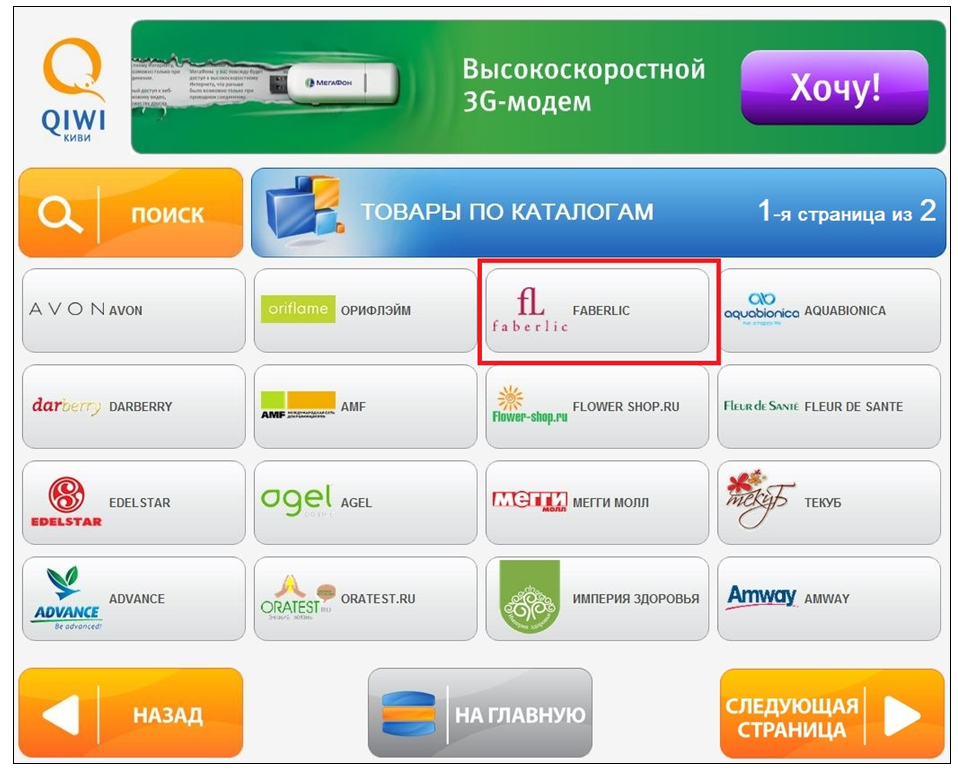 QIWI
КИВИ
МегаФон
Высокоскоростной
3G-модем
Хочу!
ПОИСК
ТОВАРЫ ПО КАТАЛОГАМ
1-я страница из 2
AVON AVON
oriflame ОРИФЛЭЙМ
fL
faberlic
FABERLIC
aquabionica AQUABIONICA
darberry DARBERRY
AMF AMF
Flower-shop.ru FLOWER SHOP.RU
Fleur de Santé FLEUR DE SANTE
EDELSTAR EDELSTAR
agel AGEL
мегги
молл
МЕГГИ МОЛЛ
текуБ ТЕКУБ
ADVANCE
Be advanced!
ADVANCE
ORATEST.RU ORATEST.RU
ИМПЕРИЯ ЗДОРОВЬЯ
Amway AMWAY
НАЗАД
НА ГЛАВНУЮ
СЛЕДУЮЩАЯ
СТРАНИЦА